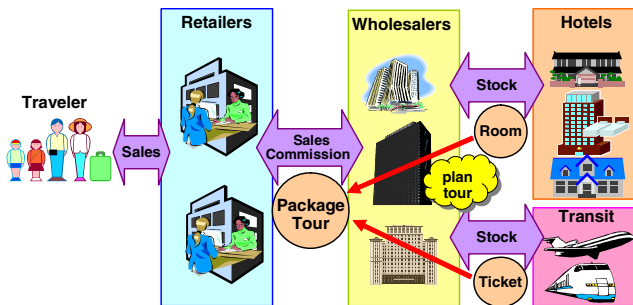 Retailers
Wholesalers
Hotels
Traveler
Sales
Sales
Commission
Stock
Room
plan
tour
Package
Tour
Transit
Stock
Ticket